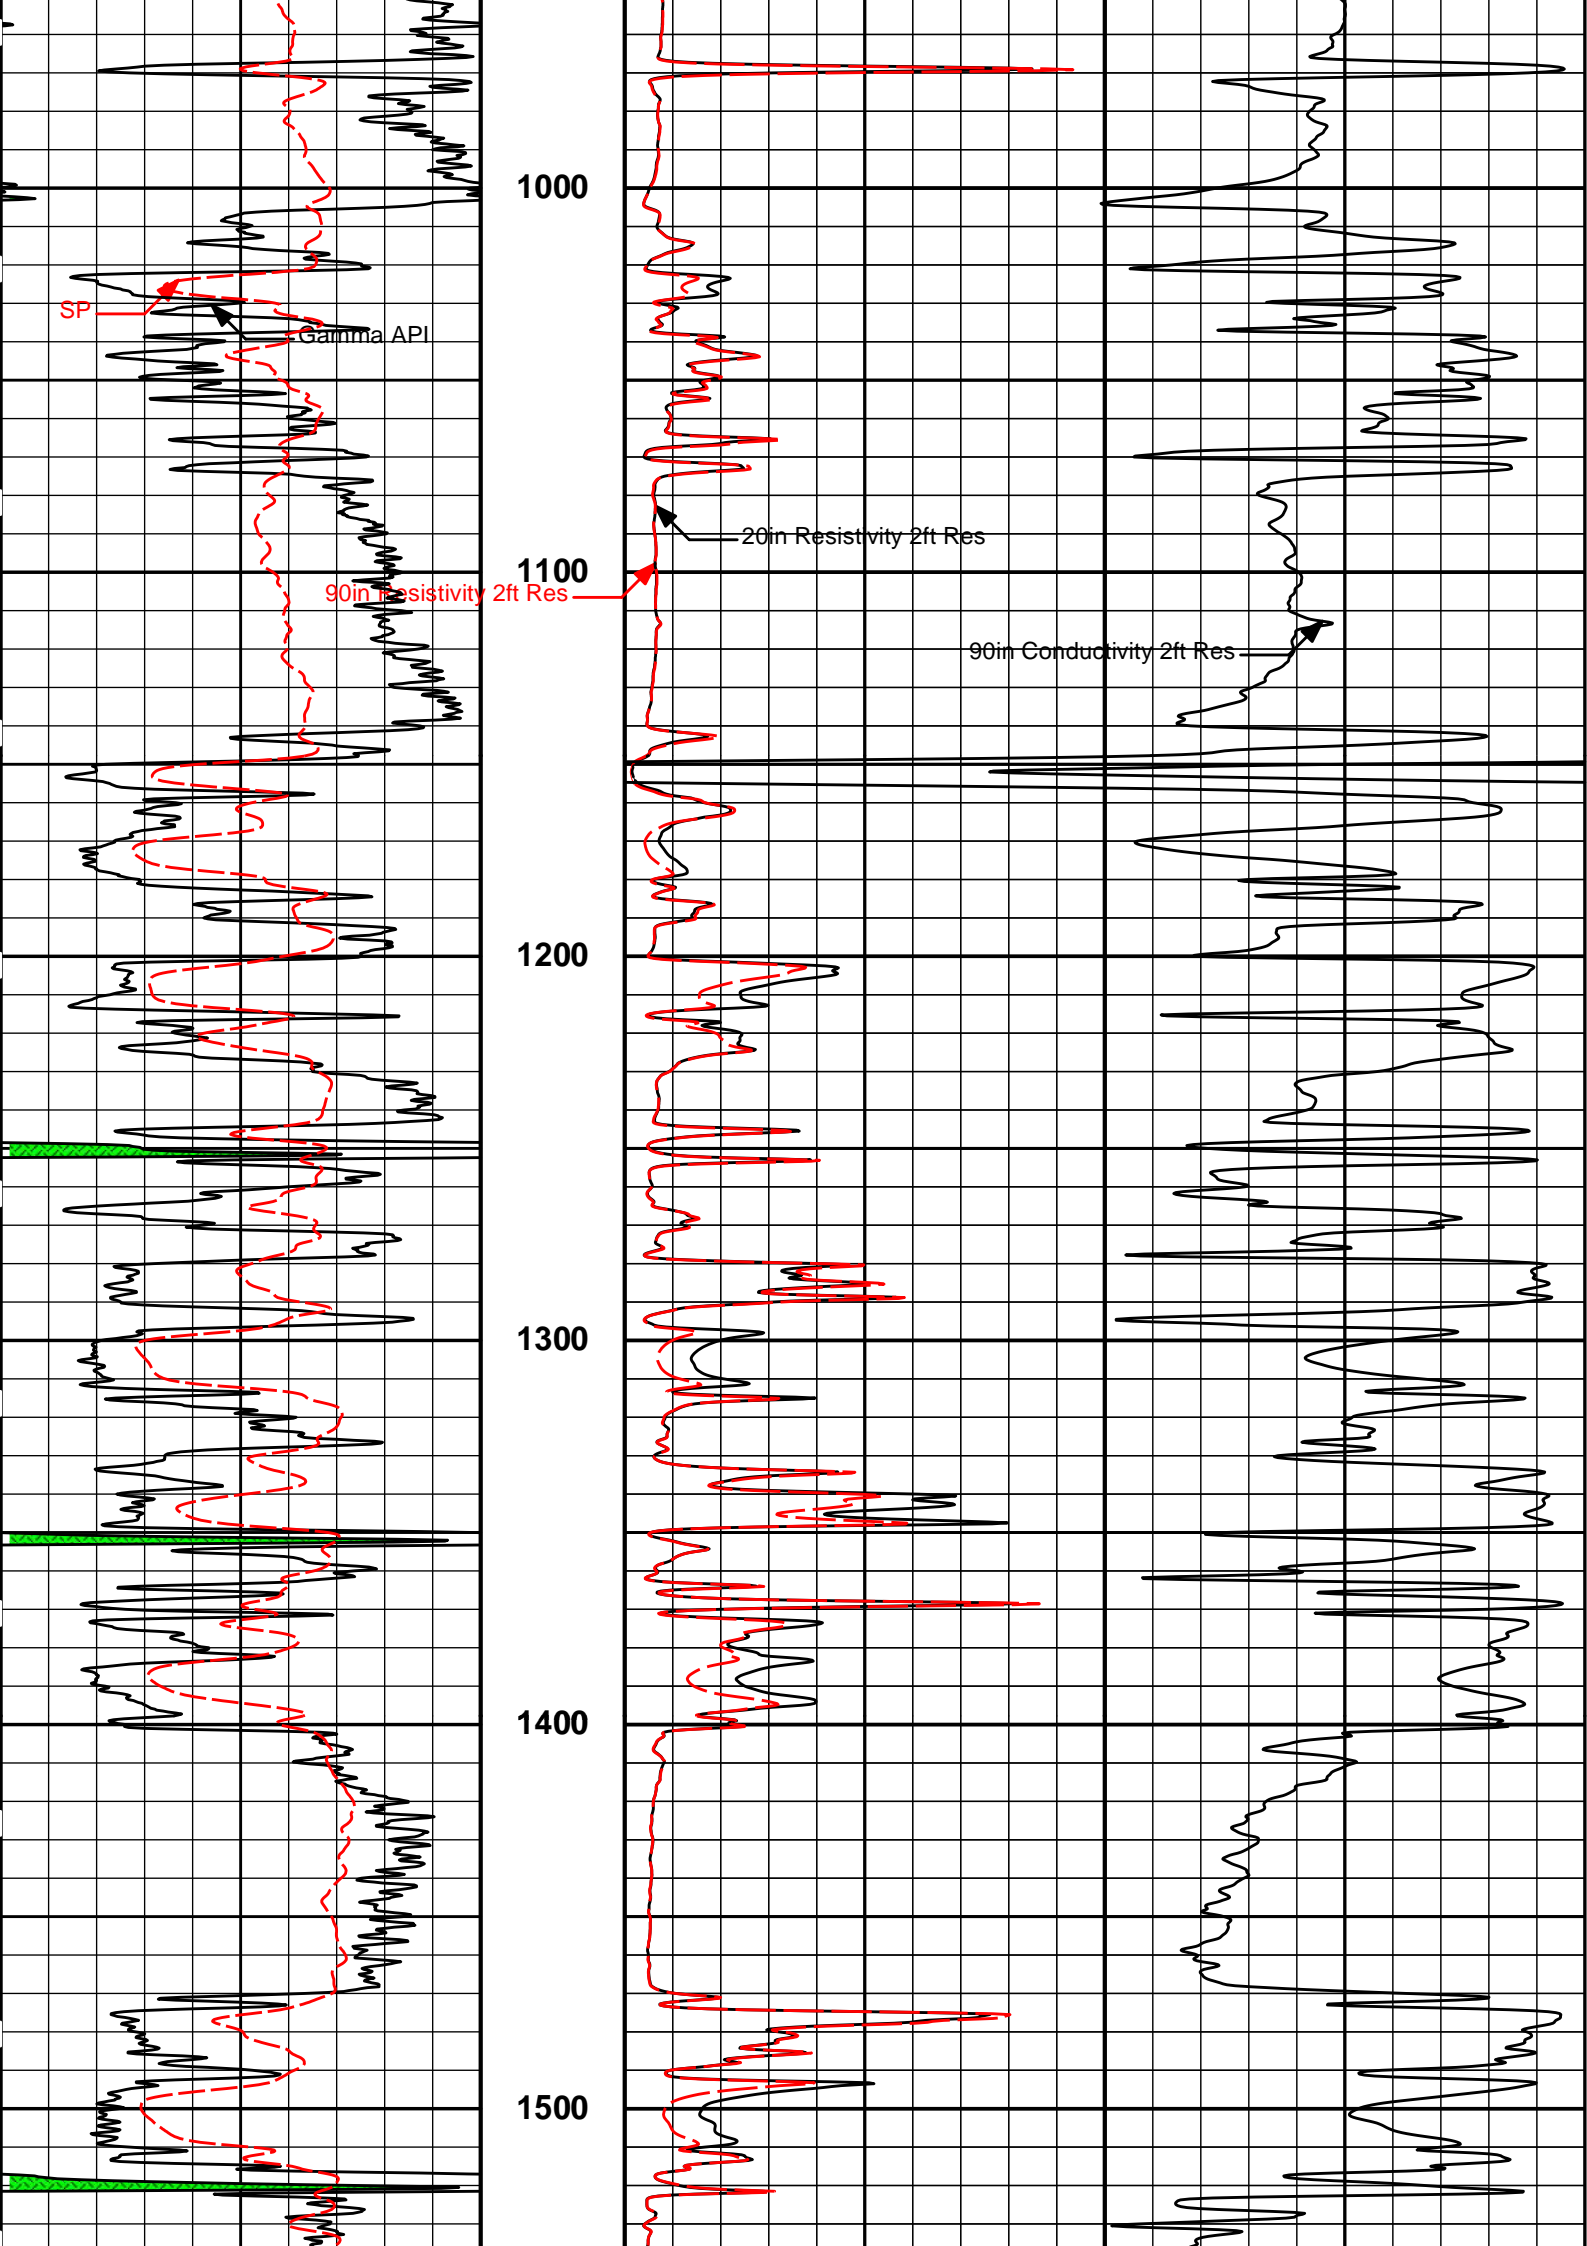 1000
SP
Gamma API
20in Resistivity 2ft Res
1100
90in Resistivity 2ft Res
90in Conductivity 2ft Res
1200
1300
1400
1500